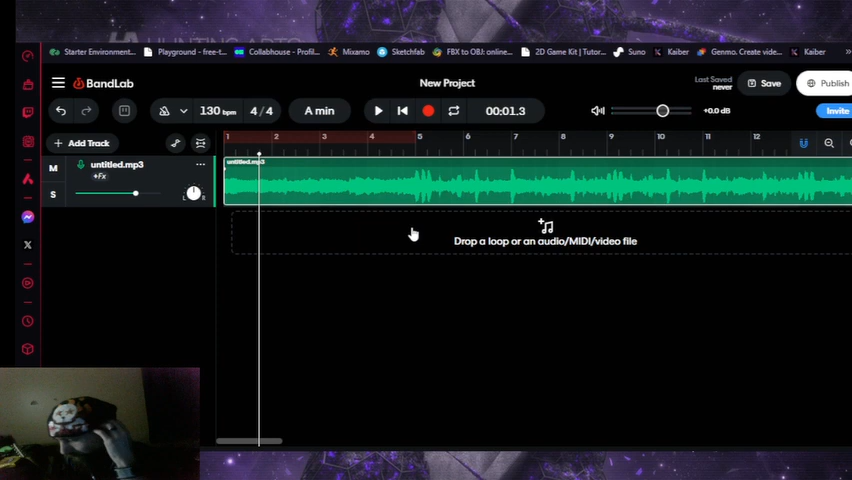 HUNTING ARTS
Starter Environment... Playground - free-t... Collabhouse - Profil... Mixamo Sketchfab FBX to OBJ: online... 2D Game Kit | Tutor... Suno Kaiber Genmo. Create vide... Kaiber »
BandLab New Project Last Saved never Save Publish
130 bpm 4/4 A min 00:01.3 +0.0 dB Invite
Add Track 1 2 3 4 5 6 7 8 9 10 11 12
M untitled.mp3 ... untitled.mp3
+Fx
S L R
Drop a loop or an audio/MIDI/video file